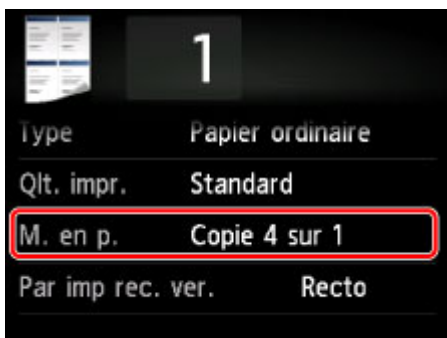 1
Type Papier ordinaire
Qlt. impr. Standard
M. en p. Copie 4 sur 1
Par imp rec. ver. Recto